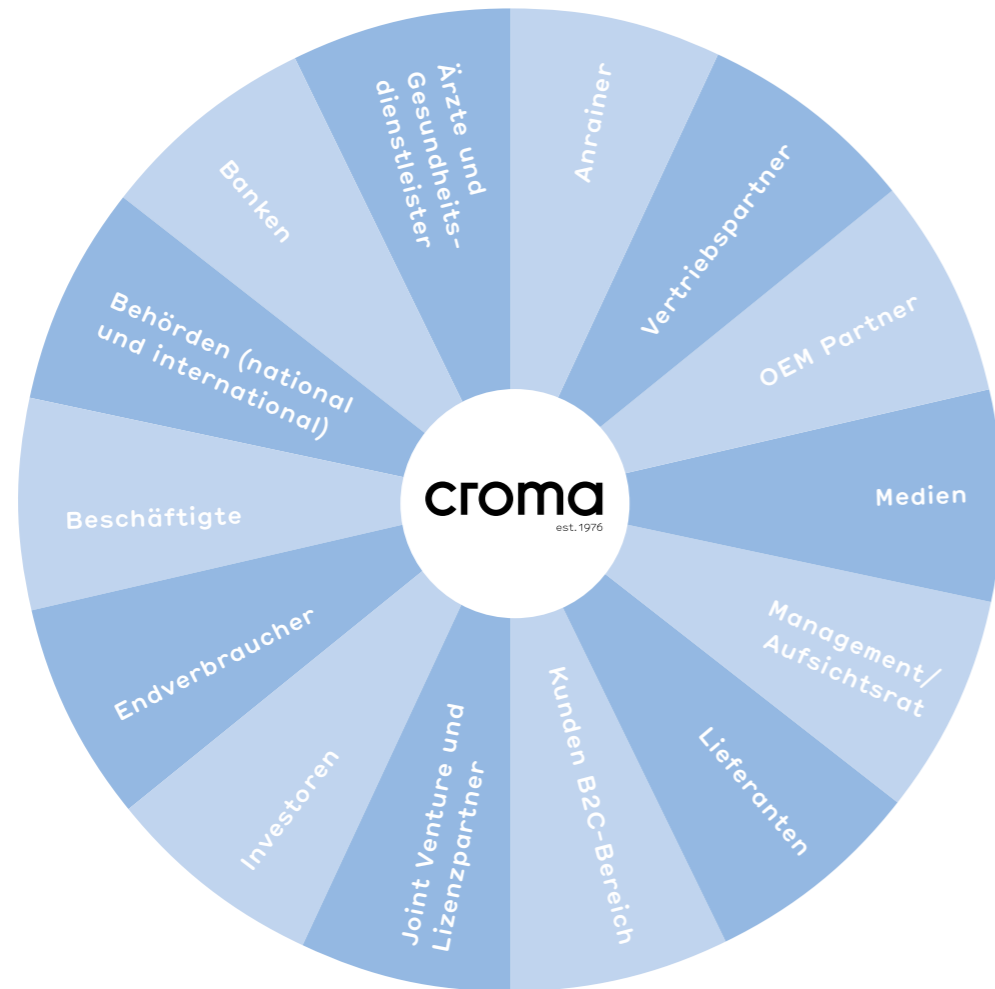 Anrainer
Vertriebspartner
OEM Partner
Medien
Management/
Aufsichtsrat
Lieferanten
Kunden B2C-Bereich
Joint Venture und
Lizenzpartner
Investoren
Endverbraucher
Beschäftigte
Behörden (national
und international)
Banken
Ärzte und
Gesundheits-
dienstleister
croma
est. 1976